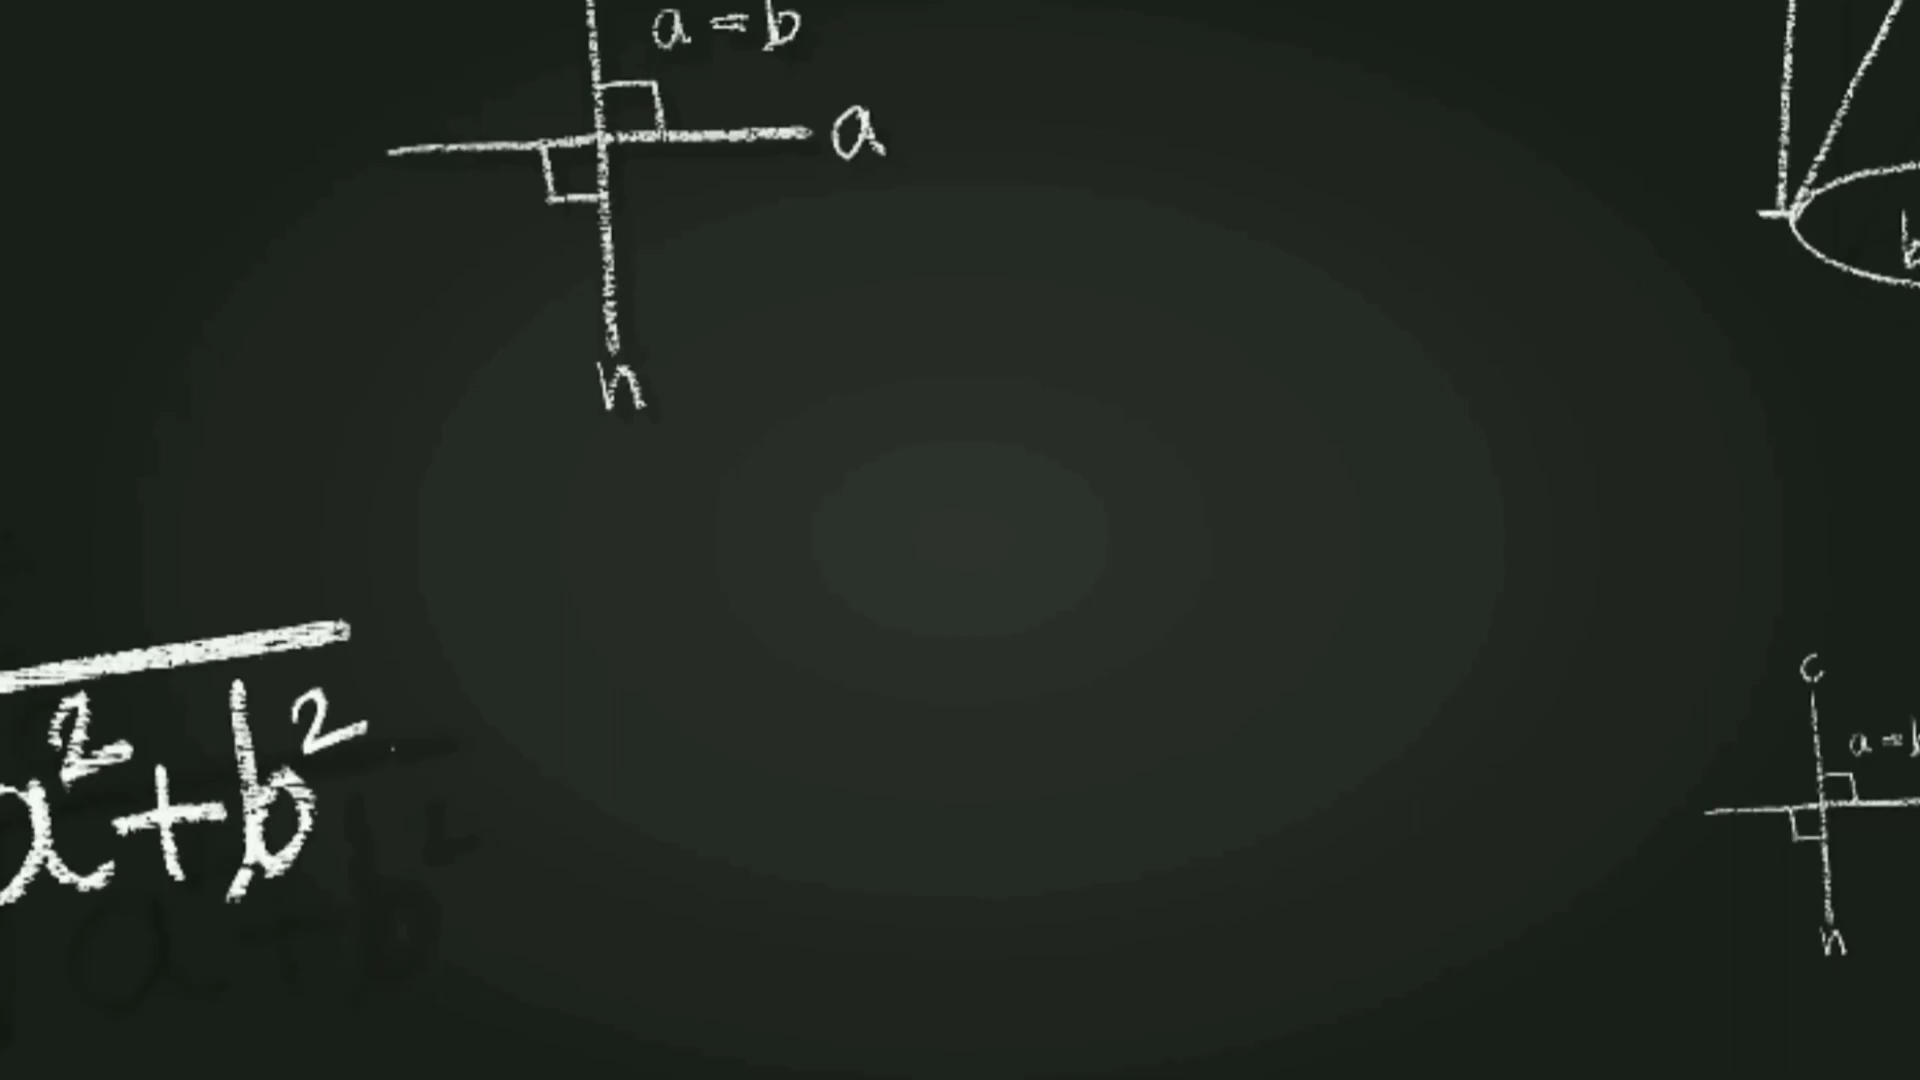 a = b
a
n
a²+b²
b
c
a = b
n